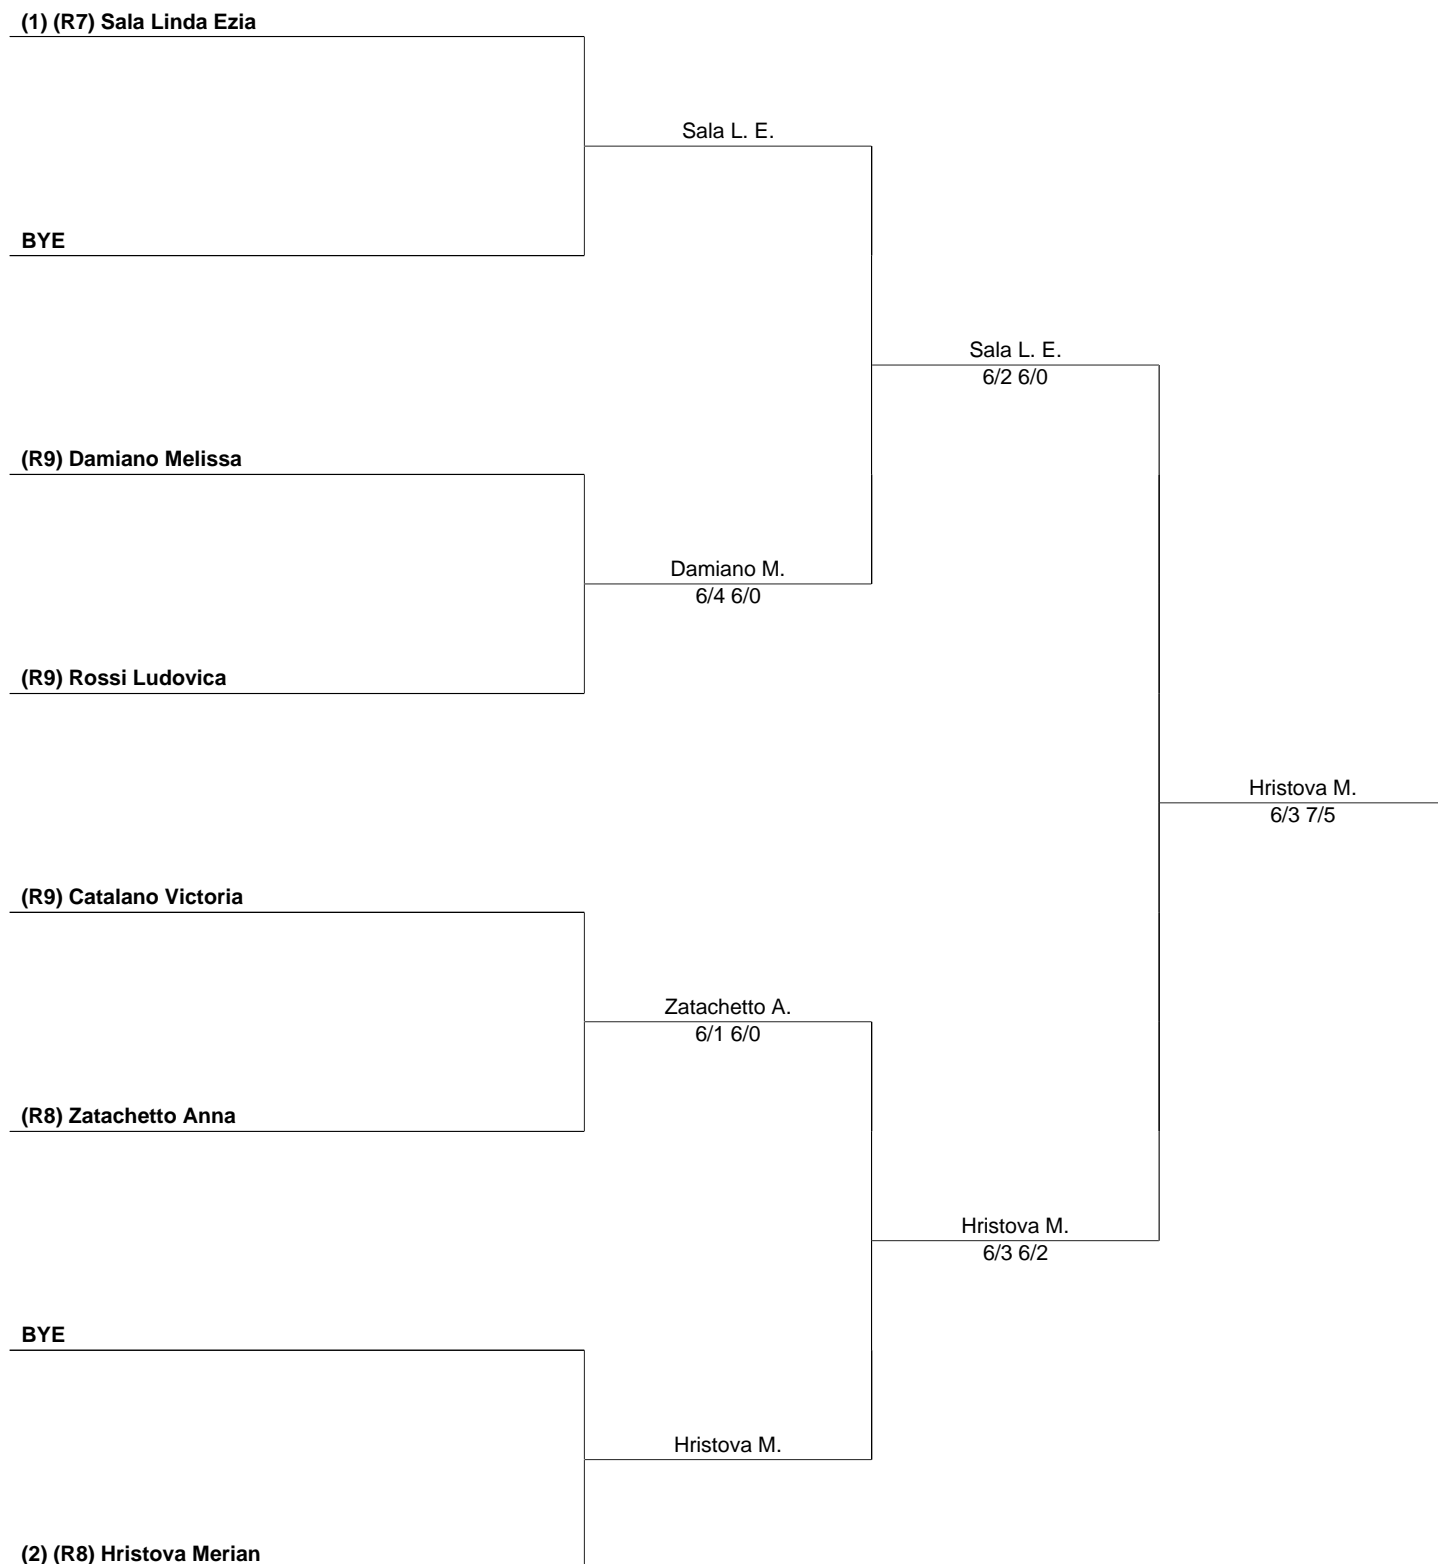 (1) (R7) Sala Linda Ezia
Sala L. E.
BYE
Sala L. E.
6/2 6/0
(R9) Damiano Melissa
Damiano M.
6/4 6/0
(R9) Rossi Ludovica
Hristova M.
6/3 7/5
(R9) Catalano Victoria
Zatachetto A.
6/1 6/0
(R8) Zatachetto Anna
Hristova M.
6/3 6/2
BYE
Hristova M.
(2) (R8) Hristova Merian